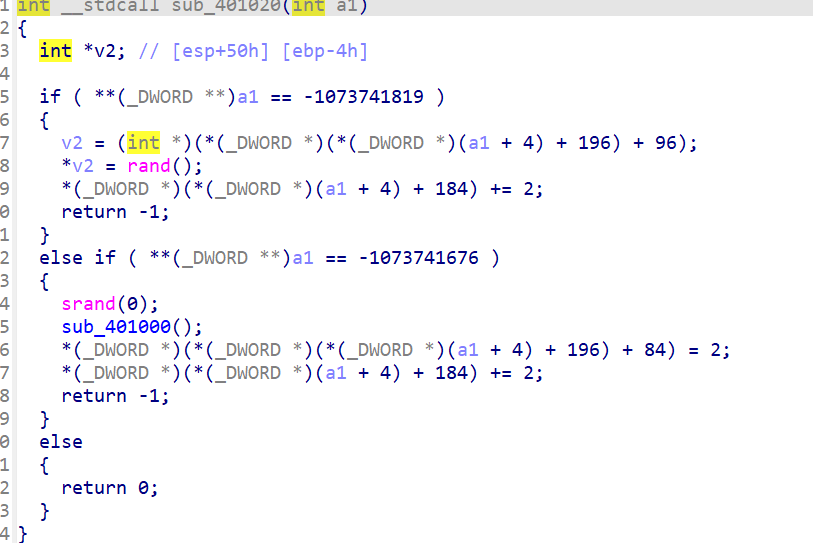 1 int __stdcall sub_401020(int a1)
2 {
3 int *v2; // [esp+50h] [ebp-4h]
4
5 if ( **(_DWORD **)a1 == -1073741819 )
6 {
7 v2 = (int *)(*(_DWORD *)(*(_DWORD *)(a1 + 4) + 196) + 96);
8 *v2 = rand();
9 *(_DWORD *)(*(_DWORD *)(a1 + 4) + 184) += 2;
0 return -1;
1 }
2 else if ( **(_DWORD **)a1 == -1073741676 )
3 {
4 srand(0);
5 sub_401000();
6 *(_DWORD *)(*(_DWORD *)(*(_DWORD *)(a1 + 4) + 196) + 84) = 2;
7 *(_DWORD *)(*(_DWORD *)(a1 + 4) + 184) += 2;
8 return -1;
9 }
0 else
1 {
2 return 0;
3 }
4 }